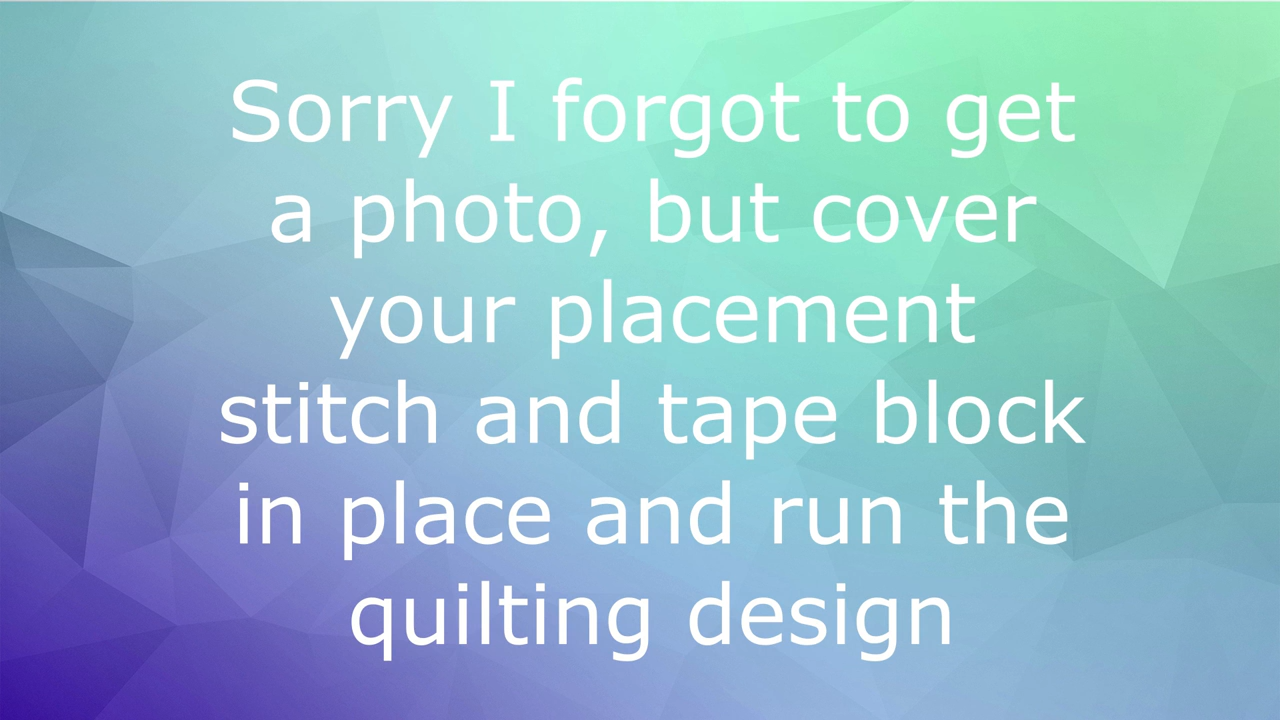 Sorry I forgot to get
a photo, but cover
your placement
stitch and tape block
in place and run the
quilting design